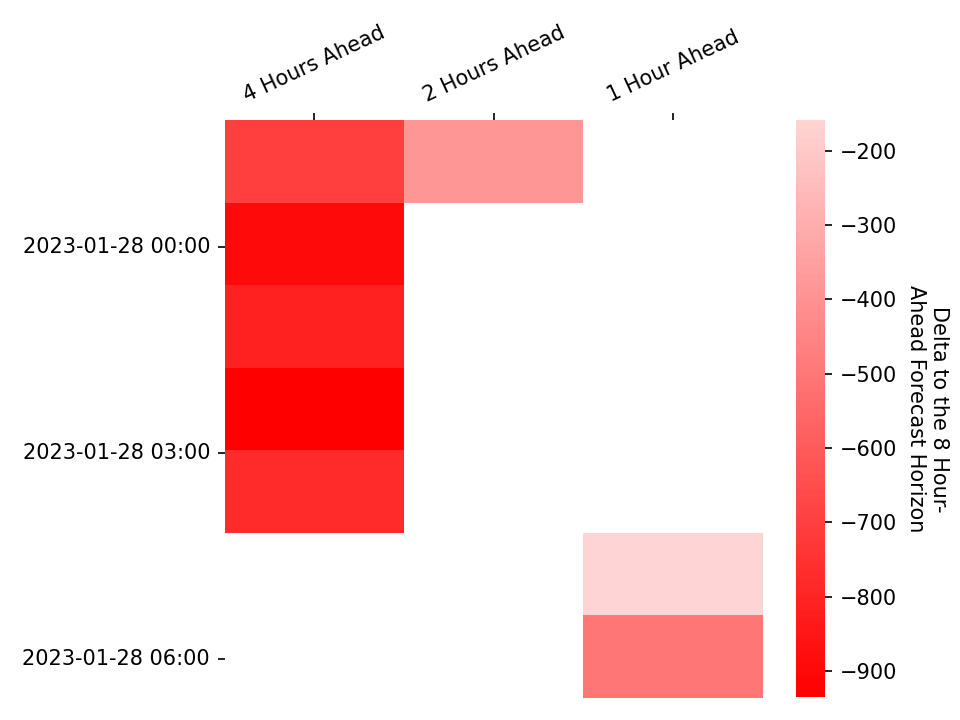 4 Hours Ahead
2 Hours Ahead
1 Hour Ahead
2023-01-28 00:00
2023-01-28 03:00
2023-01-28 06:00
−200
−300
−400
−500
−600
−700
−800
−900
Delta to the 8 Hour-
Ahead Forecast Horizon